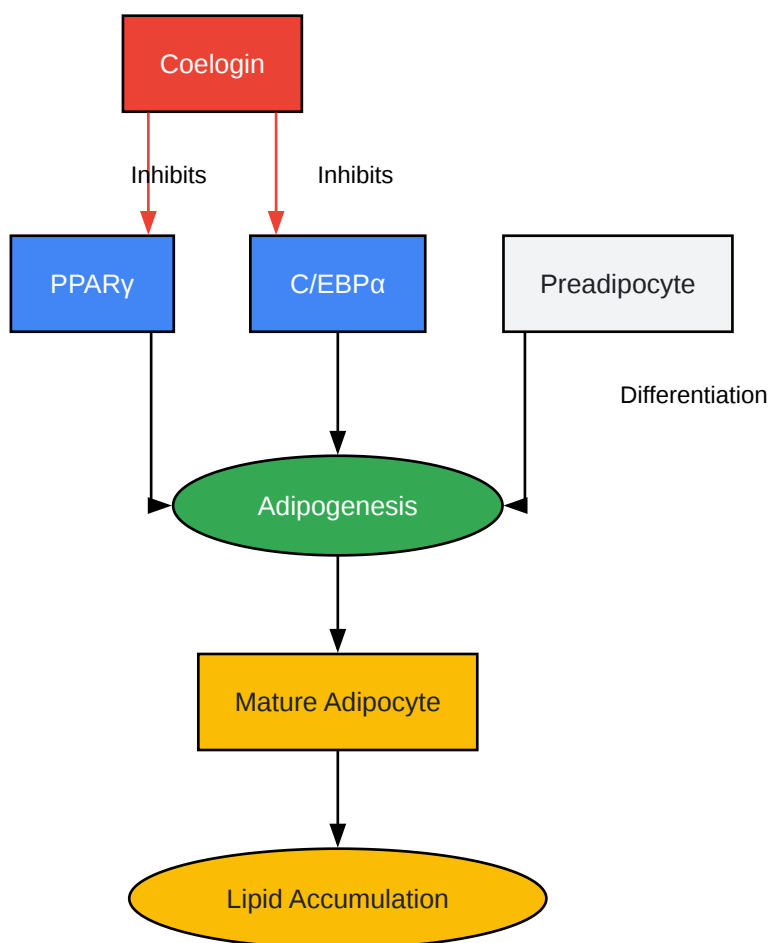 Coelogin
Inhibits
Inhibits
PPARγ
C/EBPα
Preadipocyte
Differentiation
Adipogenesis
Mature Adipocyte
Lipid Accumulation